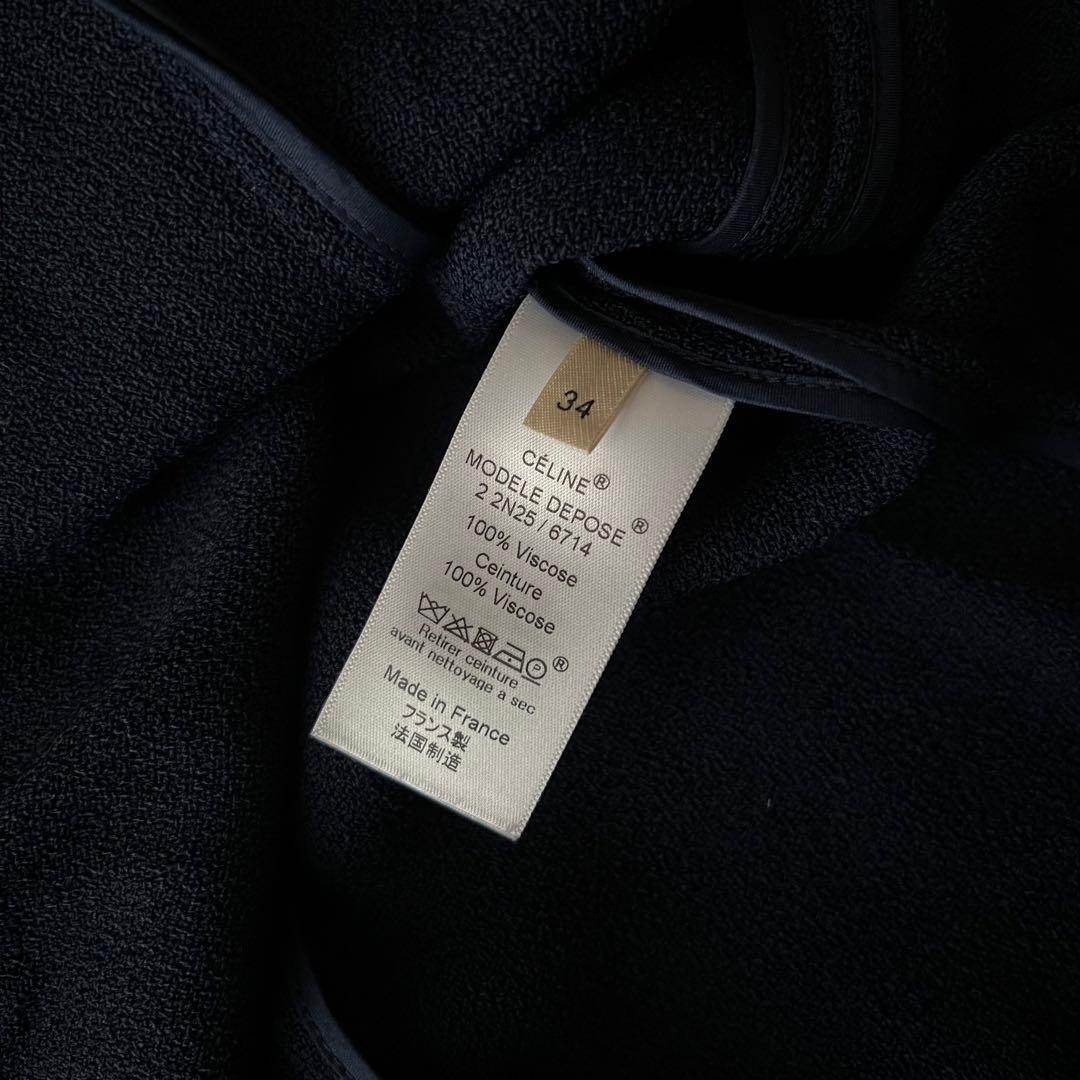 34
CÉLINE®
MODELE DEPOSE®
2 2N25 / 6714
100% Viscose
Ceinture
100% Viscose
P ®
Retirer ceinture
avant nettoyage a sec
Made in France
フランス製
法国制造